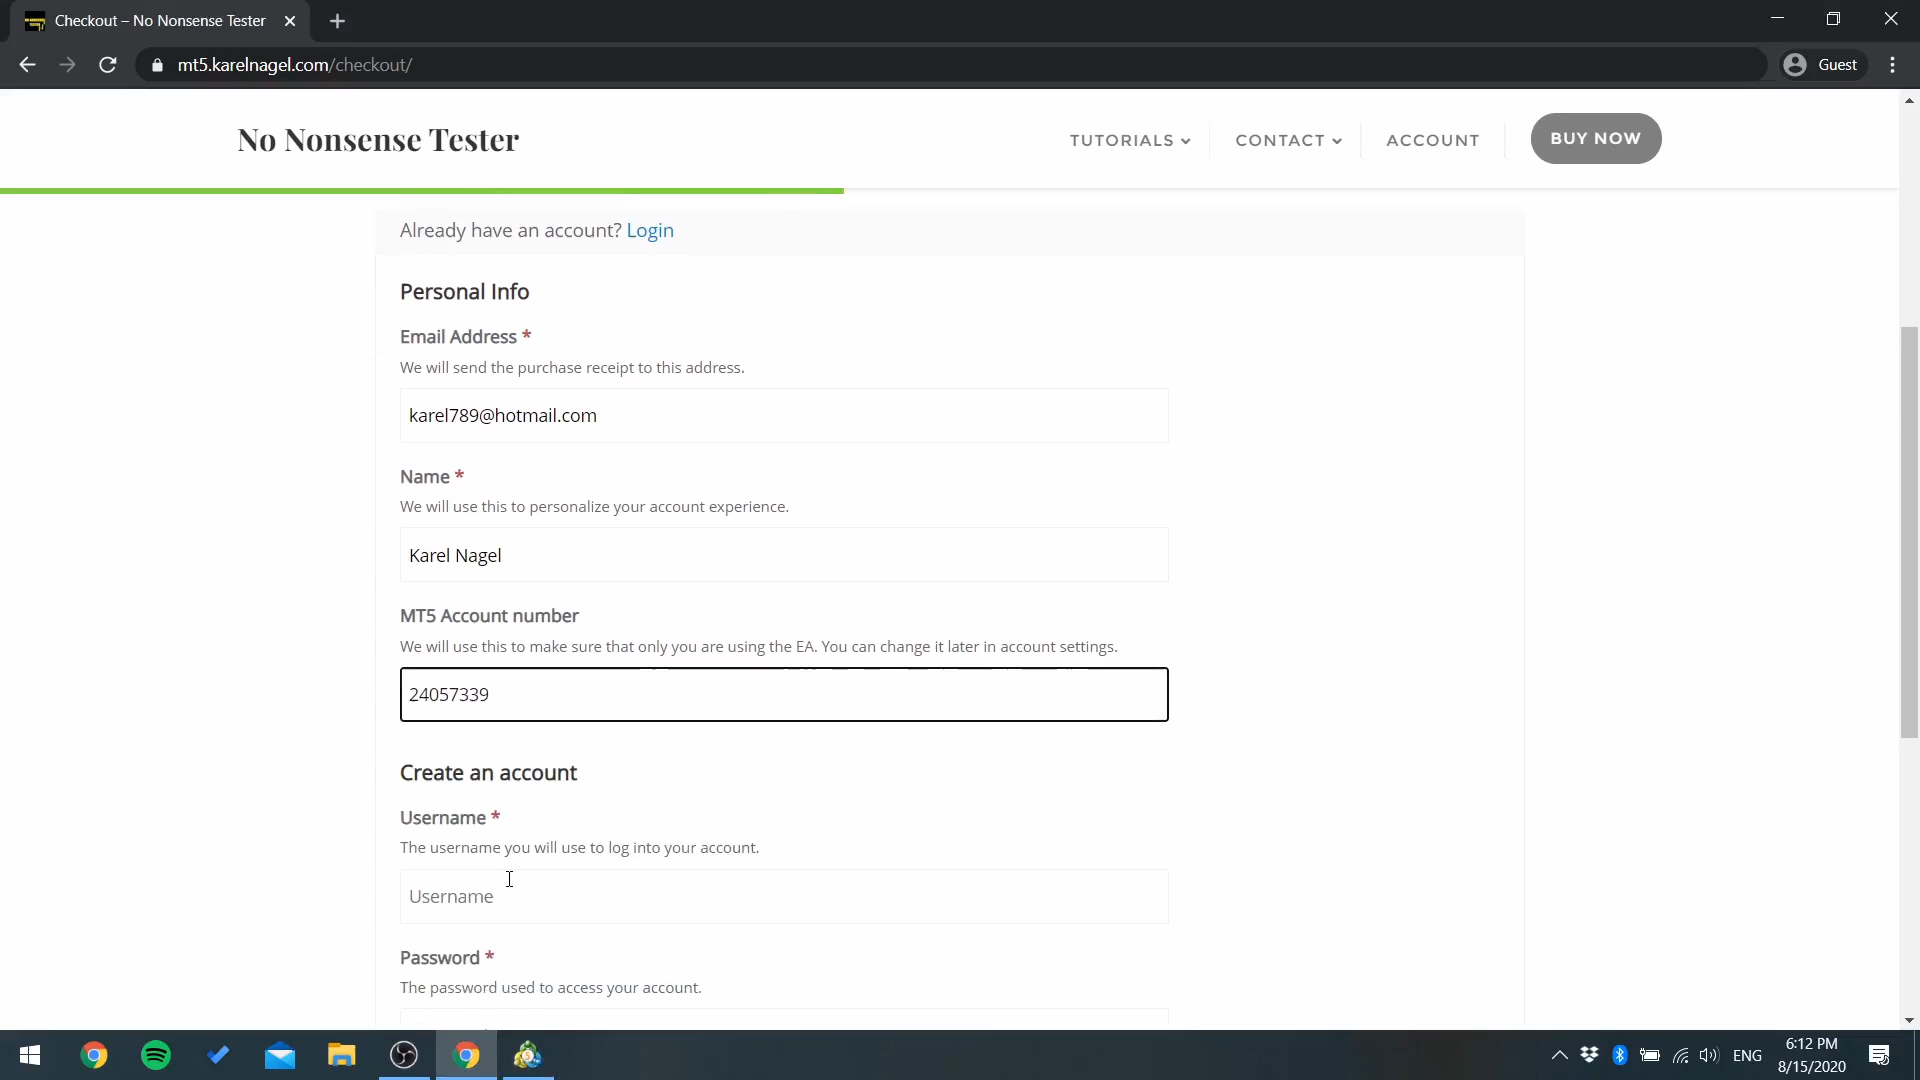 Checkout – No Nonsense Tester
mt5.karelnagel.com/checkout/
Guest
No Nonsense Tester
TUTORIALS
CONTACT
ACCOUNT
BUY NOW
Already have an account? Login
Personal Info
Email Address *
We will send the purchase receipt to this address.
karel789@hotmail.com
Name *
We will use this to personalize your account experience.
Karel Nagel
MT5 Account number
We will use this to make sure that only you are using the EA. You can change it later in account settings.
24057339
Create an account
Username *
The username you will use to log into your account.
Username
Password *
The password used to access your account.
ENG
6:12 PM
8/15/2020